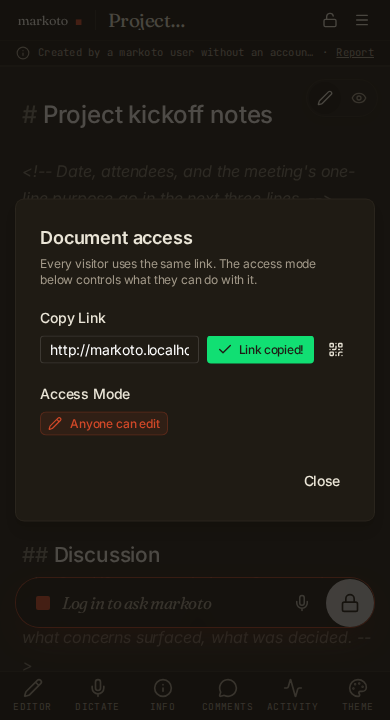 markoto
Project...
Created by a markoto user without an accoun… · Report
# Project kickoff notes
<!-- Date, attendees, and the meeting's one-
line purpose go in the next three lines. -->
Document access
Every visitor uses the same link. The access mode
below controls what they can do with it.
Copy Link
http://markoto.localho
Link copied!
Access Mode
Anyone can edit
Close
## Discussion
Log in to ask markoto
what concerns surfaced, what was decided. --
>
EDITOR DICTATE INFO COMMENTS ACTIVITY THEME